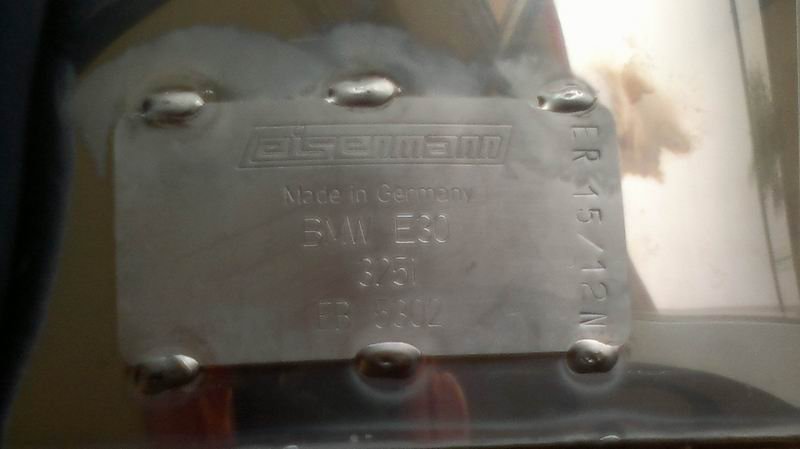 eisenmann
Made in Germany
BMW E30
325i
EB 5302
ER 15/12N